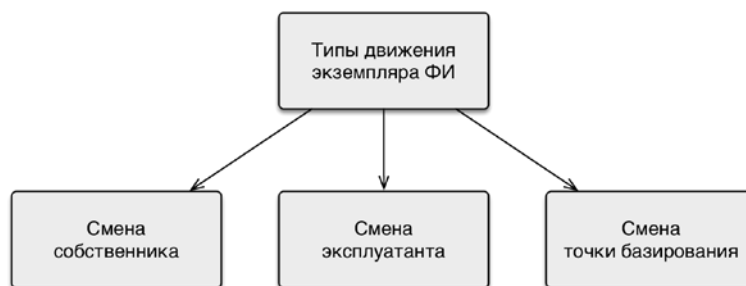 Типы движения
экземпляра ФИ
Смена
собственника
Смена
эксплуатанта
Смена
точки базирования